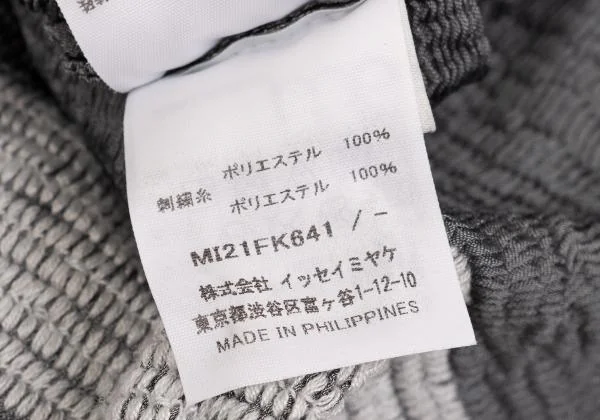 ポリエステル 100%
刺繍糸 ポリエステル 100%
MI21FK641 / -
株式会社 イッセイミヤケ
東京都渋谷区富ヶ谷1-12-10
MADE IN PHILIPPINES